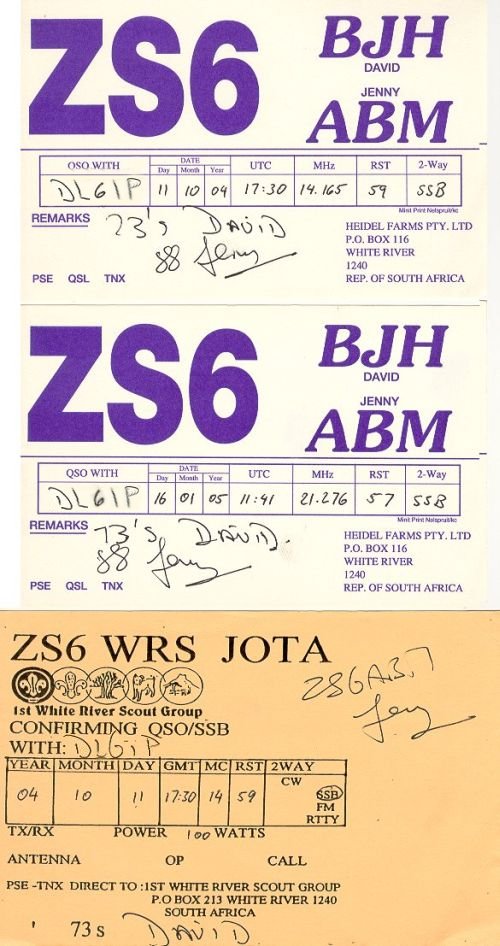 ZS6 BJH
DAVID
JENNY
ABM
QSO WITH DATE UTC MHz RST 2-Way
Day Month Year
DL6IP 11 10 04 17:30 14.165 59 SSB
Mint Print Nelspruit/kc
REMARKS 73's DAVID
88 Jenny
HEIDEL FARMS PTY. LTD
P.O. BOX 116
WHITE RIVER
1240
PSE QSL TNX REP. OF SOUTH AFRICA
ZS6 BJH
DAVID
JENNY
ABM
QSO WITH DATE UTC MHz RST 2-Way
Day Month Year
DL6IP 16 01 05 11:41 21.276 57 SSB
Mint Print Nelspruit/kc
REMARKS 73's DAVID.
88 Jenny
HEIDEL FARMS PTY. LTD
P.O. BOX 116
WHITE RIVER
1240
PSE QSL TNX REP. OF SOUTH AFRICA
ZS6 WRS JOTA
1st White River Scout Group
Jenny
CONFIRMING QSO/SSB
WITH: DL6IP
YEAR MONTH DAY GMT MC RST 2WAY
CW
04 10 11 17:30 14 59 SSB
FM
RTTY
TX/RX POWER 100 WATTS
ANTENNA OP CALL
PSE -TNX DIRECT TO :1ST WHITE RIVER SCOUT GROUP
P.O BOX 213 WHITE RIVER 1240
SOUTH AFRICA
73 s DAVID